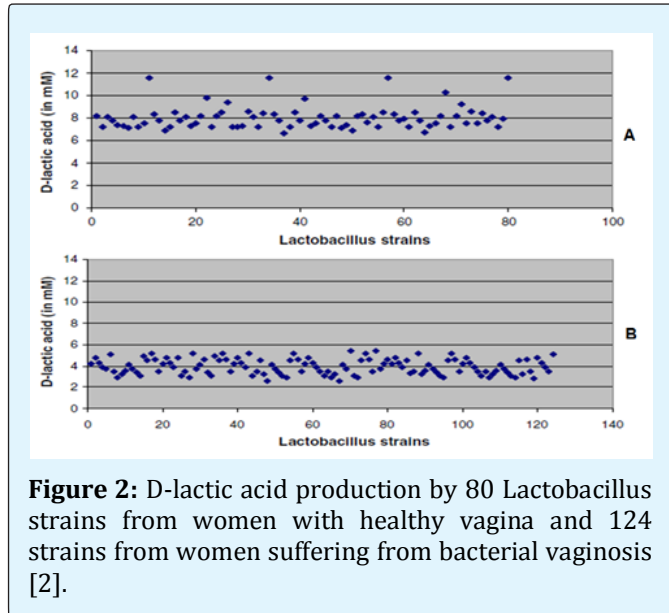 14
12
10
8
6
4
2
0
D-lactic acid (in mM)
0 20 40 60 80 100
Lactobacillus strains
A
14
12
10
8
6
4
2
0
D-lactic acid (in mM)
0 20 40 60 80 100 120 140
Lactobacillus strains
B
Figure 2: D-lactic acid production by 80 Lactobacillus
strains from women with healthy vagina and 124
strains from women suffering from bacterial vaginosis
[2].